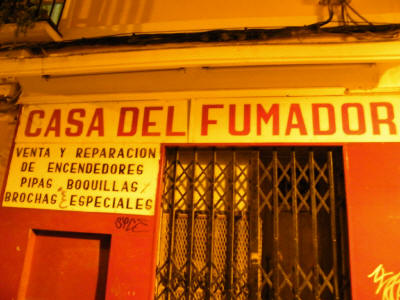 CASA DEL FUMADOR
VENTA Y REPARACION
DE ENCENDEDORES
PIPAS BOQUILLAS Y
BROCHAS ESPECIALES